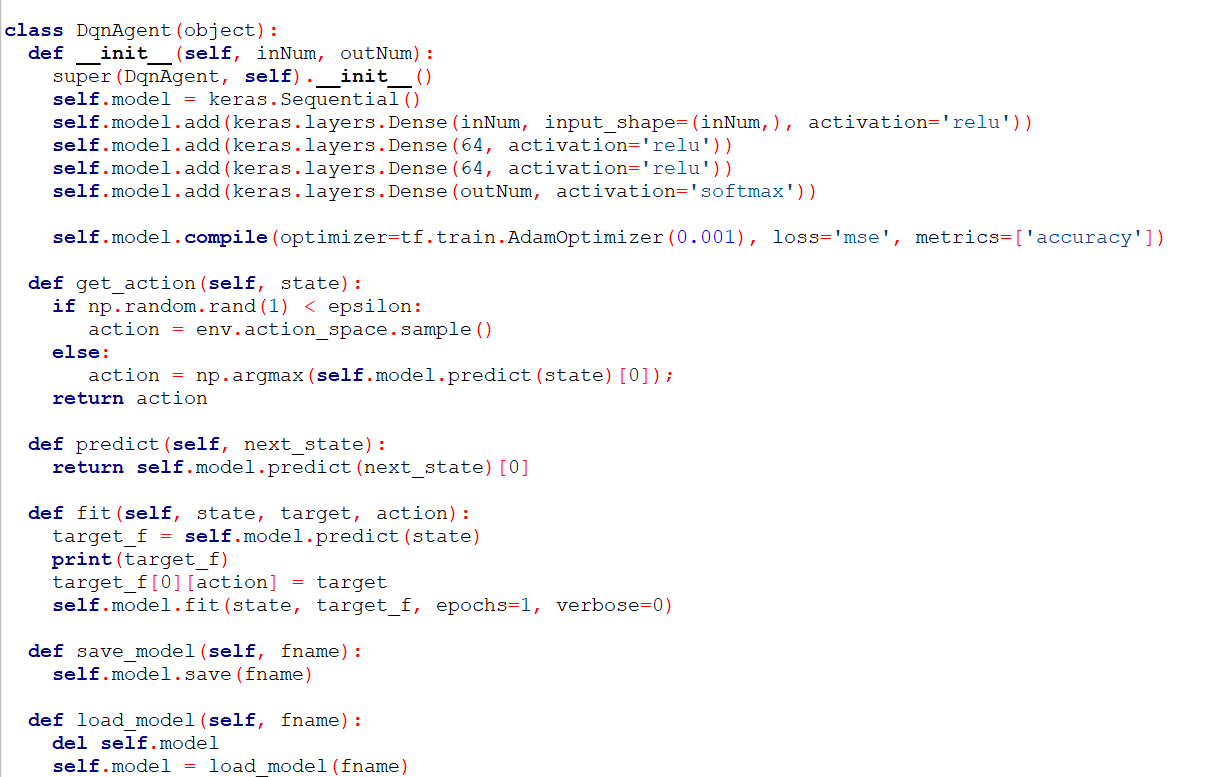 class DqnAgent(object):
  def __init__(self, inNum, outNum):
    super(DqnAgent, self).__init__()
    self.model = keras.Sequential()
    self.model.add(keras.layers.Dense(inNum, input_shape=(inNum,), activation='relu'))
    self.model.add(keras.layers.Dense(64, activation='relu'))
    self.model.add(keras.layers.Dense(64, activation='relu'))
    self.model.add(keras.layers.Dense(outNum, activation='softmax'))

    self.model.compile(optimizer=tf.train.AdamOptimizer(0.001), loss='mse', metrics=['accuracy'])

  def get_action(self, state):
    if np.random.rand(1) < epsilon:
       action = env.action_space.sample()
    else:
       action = np.argmax(self.model.predict(state)[0]);
    return action

  def predict(self, next_state):
    return self.model.predict(next_state)[0]

  def fit(self, state, target, action):
    target_f = self.model.predict(state)
    print(target_f)
    target_f[0][action] = target
    self.model.fit(state, target_f, epochs=1, verbose=0)

  def save_model(self, fname):
    self.model.save(fname)

  def load_model(self, fname):
    del self.model
    self.model = load_model(fname)